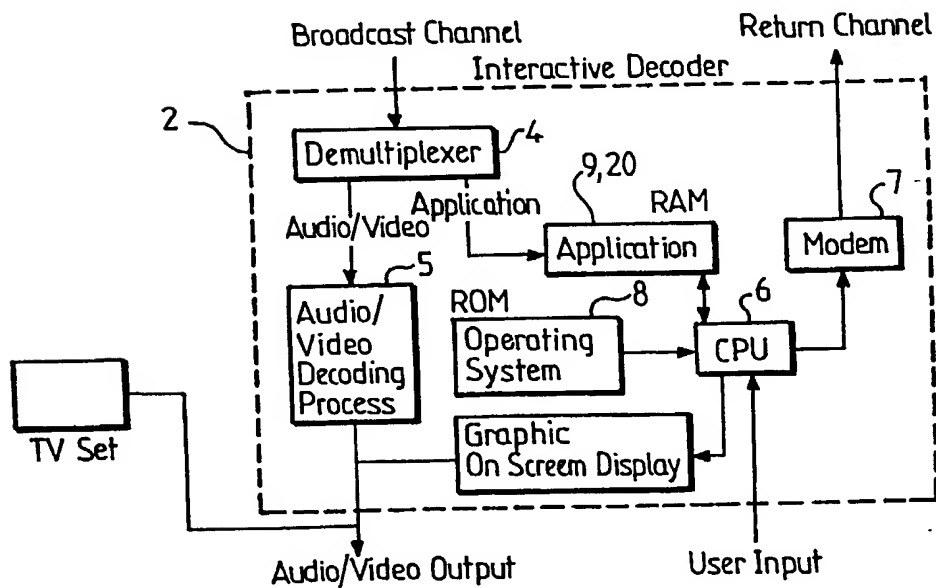 Broadcast Channel
Return Channel
Interactive Decoder
2
Demultiplexer
4
9,20
7
Application
RAM
Audio/Video
Application
Modem
5
Audio/
Video
Decoding
Process
ROM
8
6
Operating
System
CPU
TV Set
Graphic
On Screem Display
Audio/Video Output
User Input